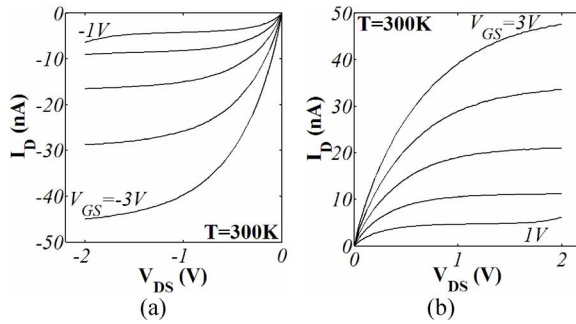 0
-10
-20
-30
-40
-50
-2
-1
0
I_D (nA)
V_DS (V)
-1V
V_GS=-3V
T=300K
(a)
50
40
30
20
10
0
0
1
2
I_D (nA)
V_DS (V)
T=300K
V_GS=3V
1V
(b)